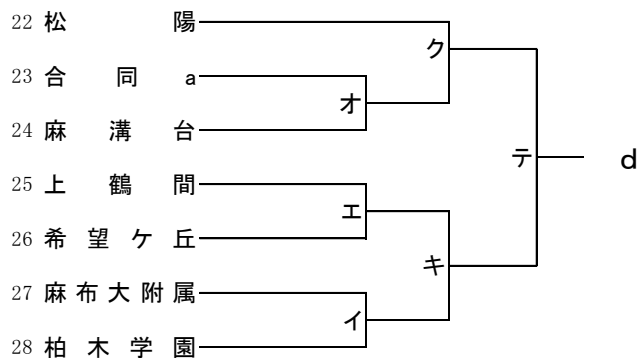 22 松陽
ク
23 合同a
オ
24 麻溝台
テ d
25 上鶴間
エ
26 希望ケ丘
キ
27 麻布大附属
イ
28 柏木学園